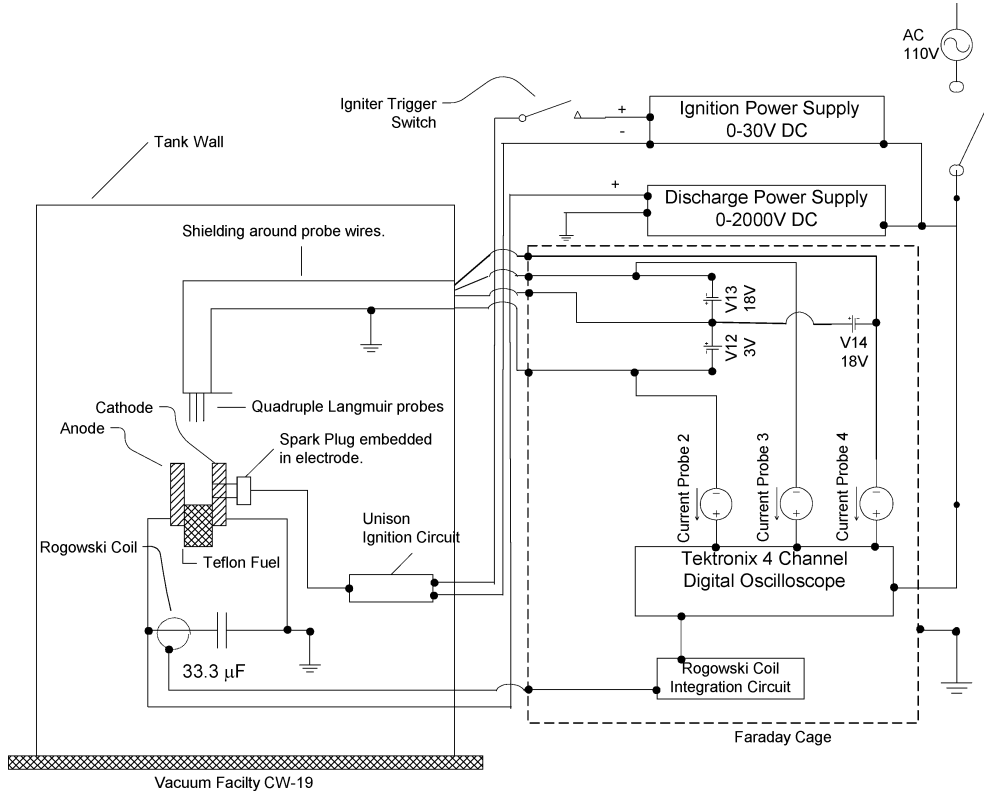 AC
110V
Igniter Trigger
Switch
+
-
Ignition Power Supply
0-30V DC
Tank Wall
+
Discharge Power Supply
0-2000V DC
Shielding around probe wires.
V13
18V
V12
3V
V14
18V
Cathode
Quadruple Langmuir probes
Anode
Spark Plug embedded
in electrode.
Current Probe 2
Current Probe 3
Current Probe 4
Unison
Ignition Circuit
Rogowski Coil
Teflon Fuel
Tektronix 4 Channel
Digital Oscilloscope
33.3 μF
Rogowski Coil
Integration Circuit
Faraday Cage
Vacuum Facilty CW-19